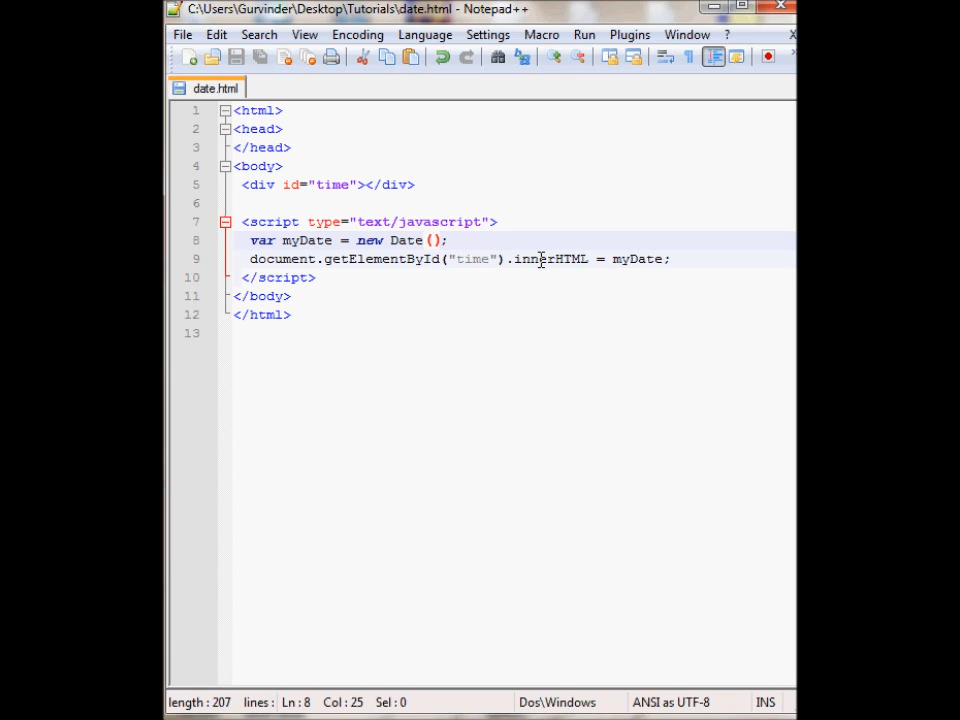 C:\Users\Gurvinder\Desktop\Tutorials\date.html - Notepad++
File Edit Search View Encoding Language Settings Macro Run Plugins Window ? X
date.html
1 <html>
2 <head>
3 </head>
4 <body>
5 <div id="time"></div>
6
7 <script type="text/javascript">
8 var myDate = new Date();
9 document.getElementById("time").innerHTML = myDate;
10 </script>
11 </body>
12 </html>
13
length : 207 lines : Ln : 8 Col : 25 Sel : 0 Dos\Windows ANSI as UTF-8 INS